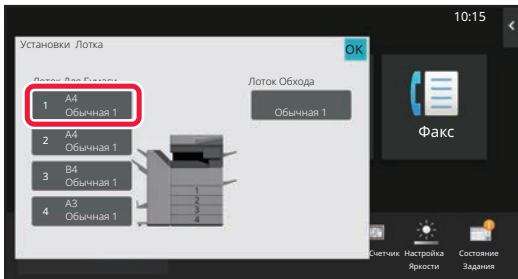 10:15
Установки Лотка
OK
Лоток Для Бумаги
Лоток Обхода
1 A4
Обычная 1
Обычная 1
2 A4
Обычная 1
3 B4
Обычная 1
4 A3
Обычная 1
1
2
3
4
Факс
Счетчик
Настройка
Яркости
Состояние
Задания